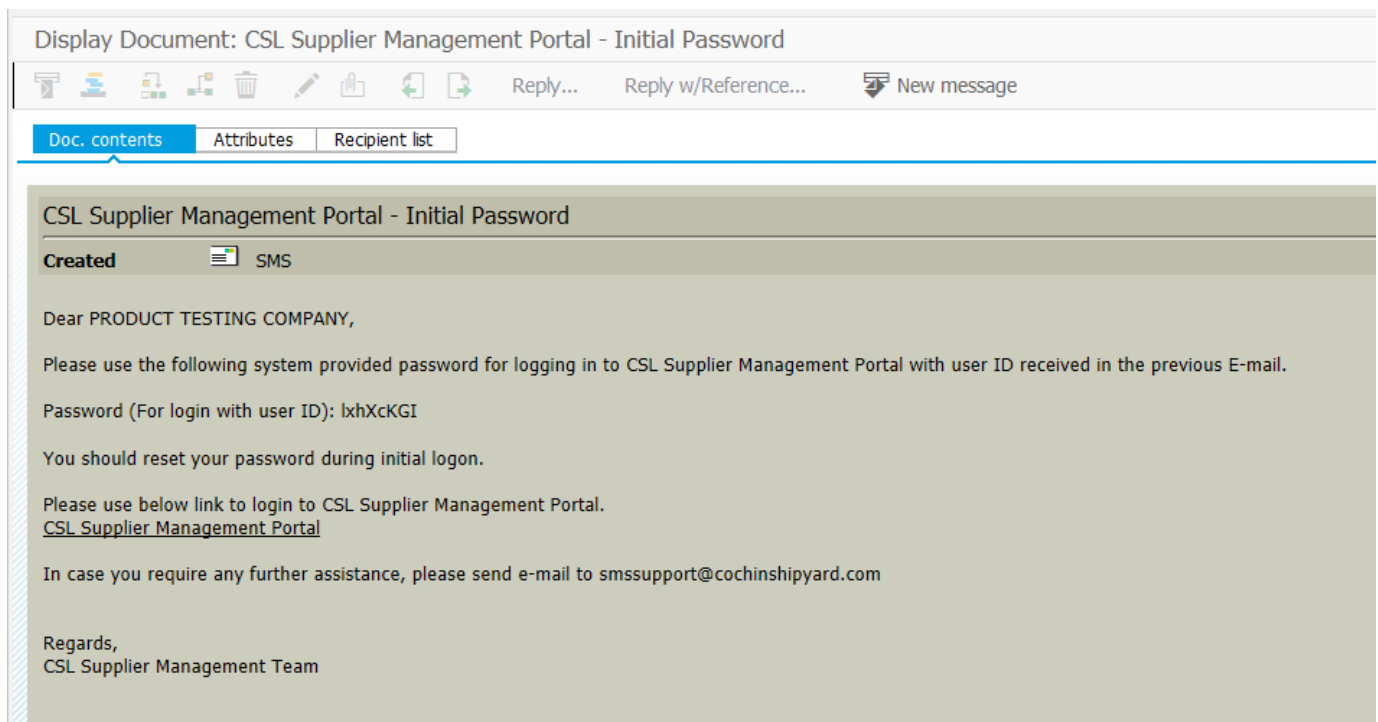 Display Document: CSL Supplier Management Portal - Initial Password
Reply... Reply w/Reference... New message
Doc. contents Attributes Recipient list
CSL Supplier Management Portal - Initial Password
Created SMS
Dear PRODUCT TESTING COMPANY,
Please use the following system provided password for logging in to CSL Supplier Management Portal with user ID received in the previous E-mail.
Password (For login with user ID): lxhXcKGI
You should reset your password during initial logon.
Please use below link to login to CSL Supplier Management Portal.
CSL Supplier Management Portal
In case you require any further assistance, please send e-mail to smssupport@cochinshipyard.com
Regards,
CSL Supplier Management Team